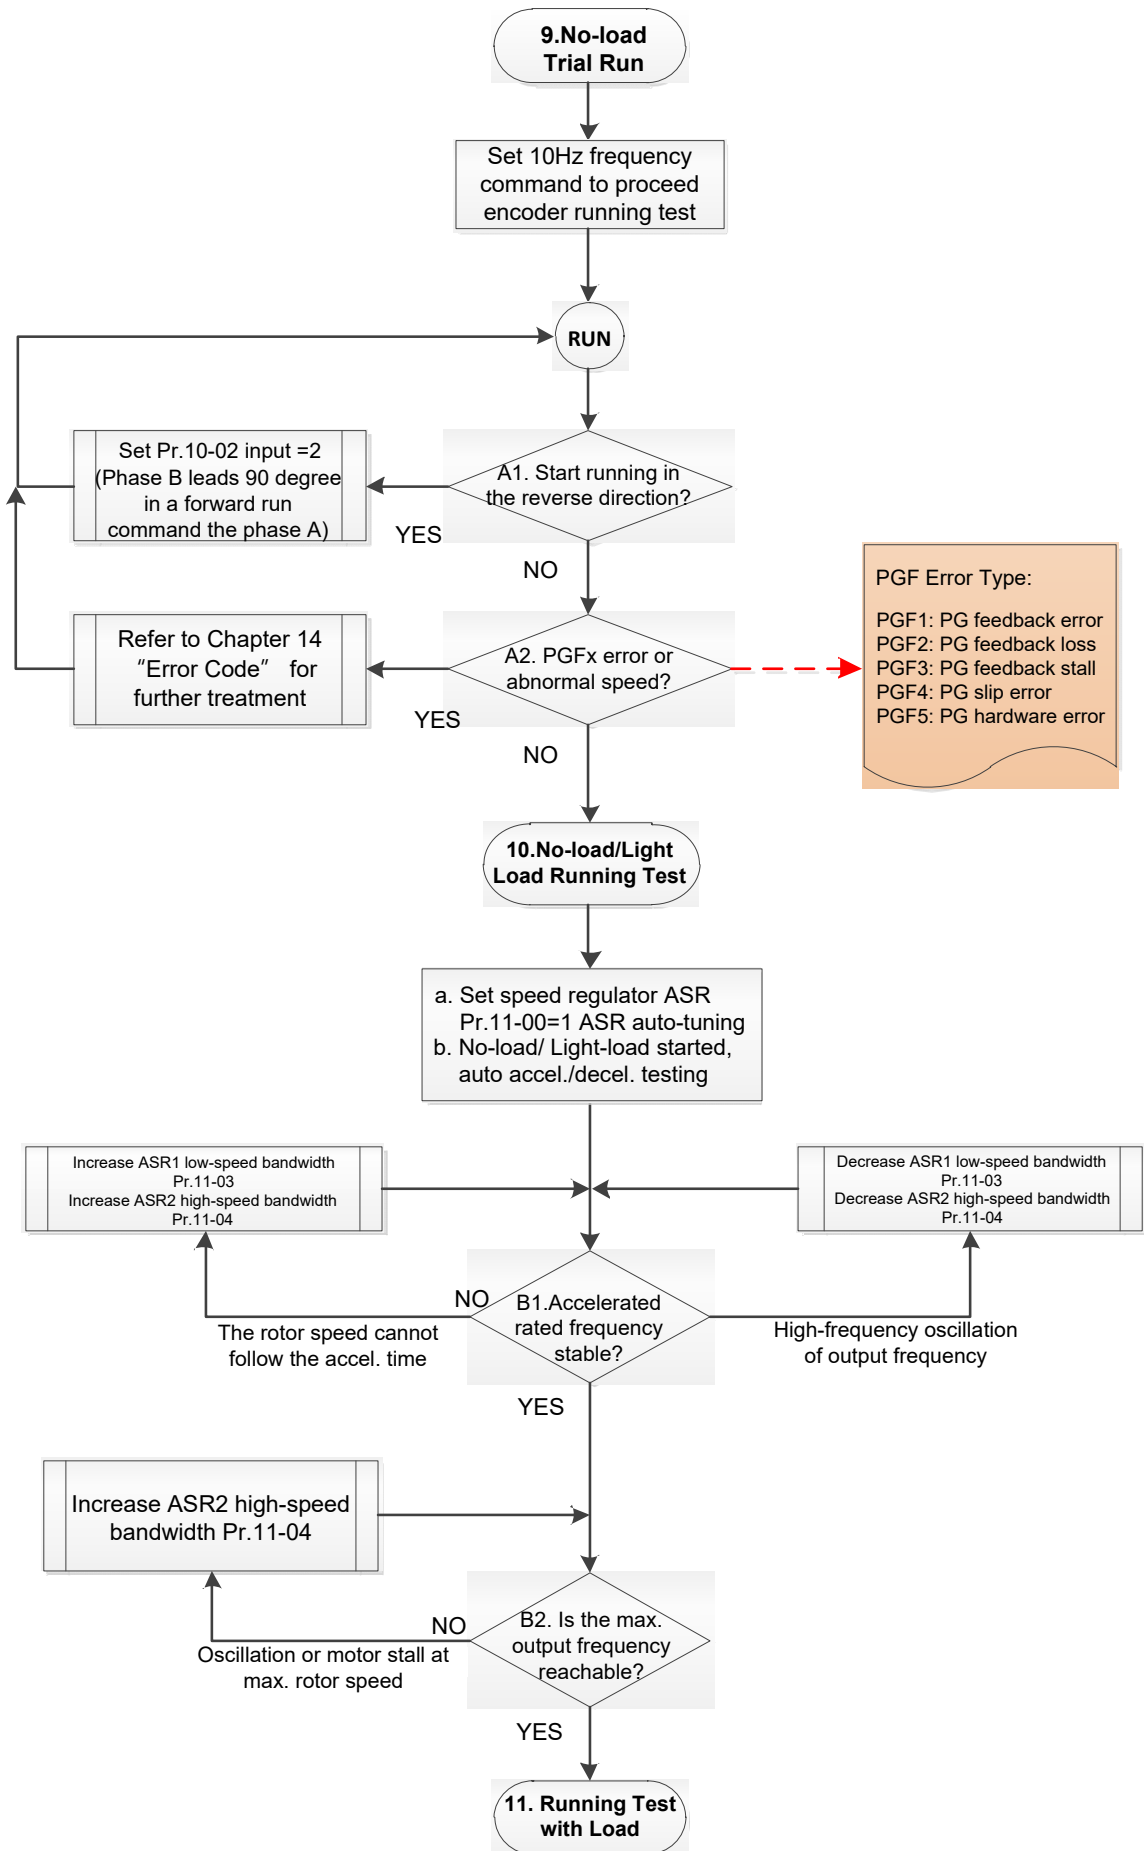 9.No-load
Trial Run
Set 10Hz frequency
command to proceed
encoder running test
RUN
Set Pr.10-02 input =2
(Phase B leads 90 degree
in a forward run
command the phase A)
A1. Start running in
the reverse direction?
YES
NO
Refer to Chapter 14
“Error Code” for
further treatment
A2. PGFx error or
abnormal speed?
YES
NO
PGF Error Type:
PGF1: PG feedback error
PGF2: PG feedback loss
PGF3: PG feedback stall
PGF4: PG slip error
PGF5: PG hardware error
10.No-load/Light
Load Running Test
a. Set speed regulator ASR
Pr.11-00=1 ASR auto-tuning
b. No-load/ Light-load started,
auto accel./decel. testing
Increase ASR1 low-speed bandwidth
Pr.11-03
Increase ASR2 high-speed bandwidth
Pr.11-04
Decrease ASR1 low-speed bandwidth
Pr.11-03
Decrease ASR2 high-speed bandwidth
Pr.11-04
NO
B1.Accelerated
rated frequency
stable?
The rotor speed cannot
follow the accel. time
High-frequency oscillation
of output frequency
YES
Increase ASR2 high-speed
bandwidth Pr.11-04
NO
B2. Is the max.
output frequency
reachable?
Oscillation or motor stall at
max. rotor speed
YES
11. Running Test
with Load